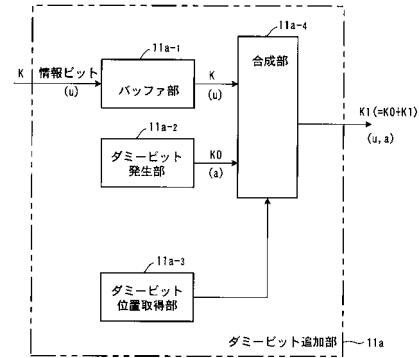 11a-4
11a-1
K 情報ビット
(u)
バッファ部
K
(u)
合成部
K1(=K0+K1)
(u,a)
11a-2
ダミービット
発生部
K0
(a)
11a-3
ダミービット
位置取得部
ダミービット追加部
11a